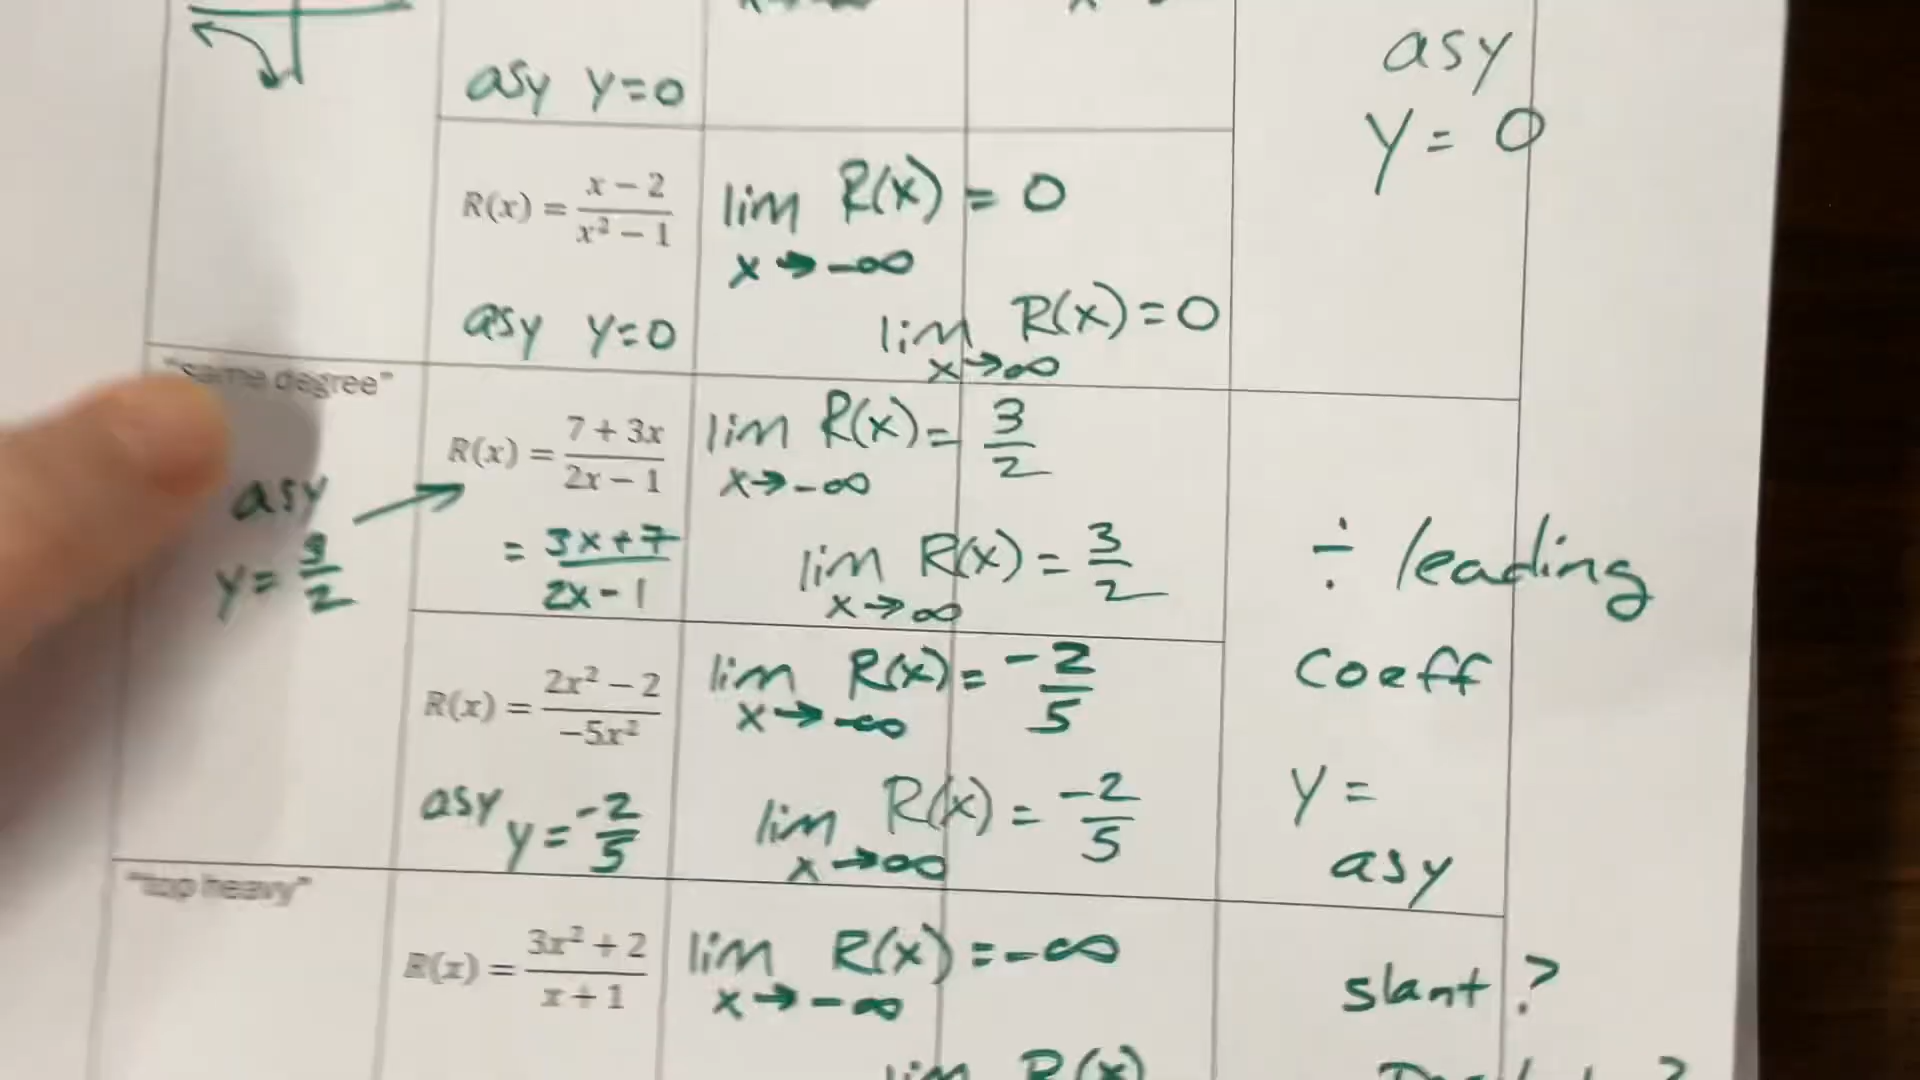 asy y=0
asy
y = 0
R(x) = (x − 2)/(x² − 1)
lim R(x) = 0
x → -∞
asy y=0
lim R(x) = 0
x → ∞
"same degree"
asy
y = 3/2
R(x) = (7 + 3x)/(2x − 1)
= (3x+7)/(2x-1)
lim R(x) = 3/2
x → -∞
lim R(x) = 3/2
x → ∞
÷ leading
coeff
y =
asy
R(x) = (2x² − 2)/(−5x²)
asy y = -2/5
lim R(x) = -2/5
x → -∞
lim R(x) = -2/5
x → ∞
"top heavy"
R(x) = (3x² + 2)/(x + 1)
lim R(x) = -∞
x → -∞
slant ?
lim R(x)